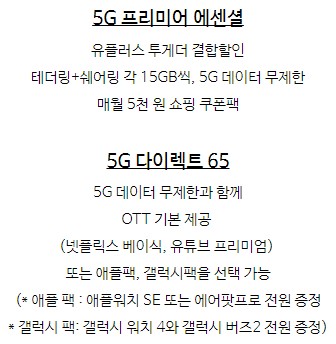 5G 프리미어 에센셜
유플러스 투게더 결합할인
테더링+쉐어링 각 15GB씩, 5G 데이터 무제한
매월 5천 원 쇼핑 쿠폰팩
5G 다이렉트 65
5G 데이터 무제한과 함께
OTT 기본 제공
(넷플릭스 베이식, 유튜브 프리미엄)
또는 애플팩, 갤럭시팩을 선택 가능
(* 애플 팩 : 애플워치 SE 또는 에어팟프로 전원 증정
* 갤럭시 팩: 갤럭시 워치 4와 갤럭시 버즈2 전원 증정)